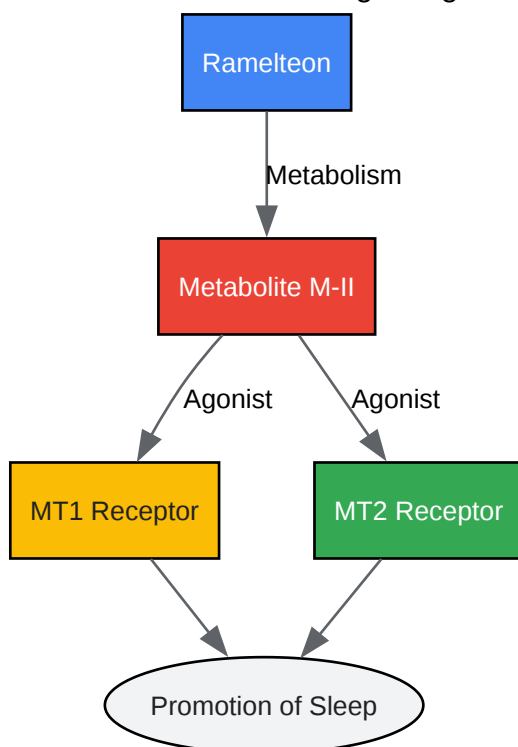 Ramelteon
Metabolism
Metabolite M-II
Agonist Agonist
MT1 Receptor MT2 Receptor
Promotion of Sleep